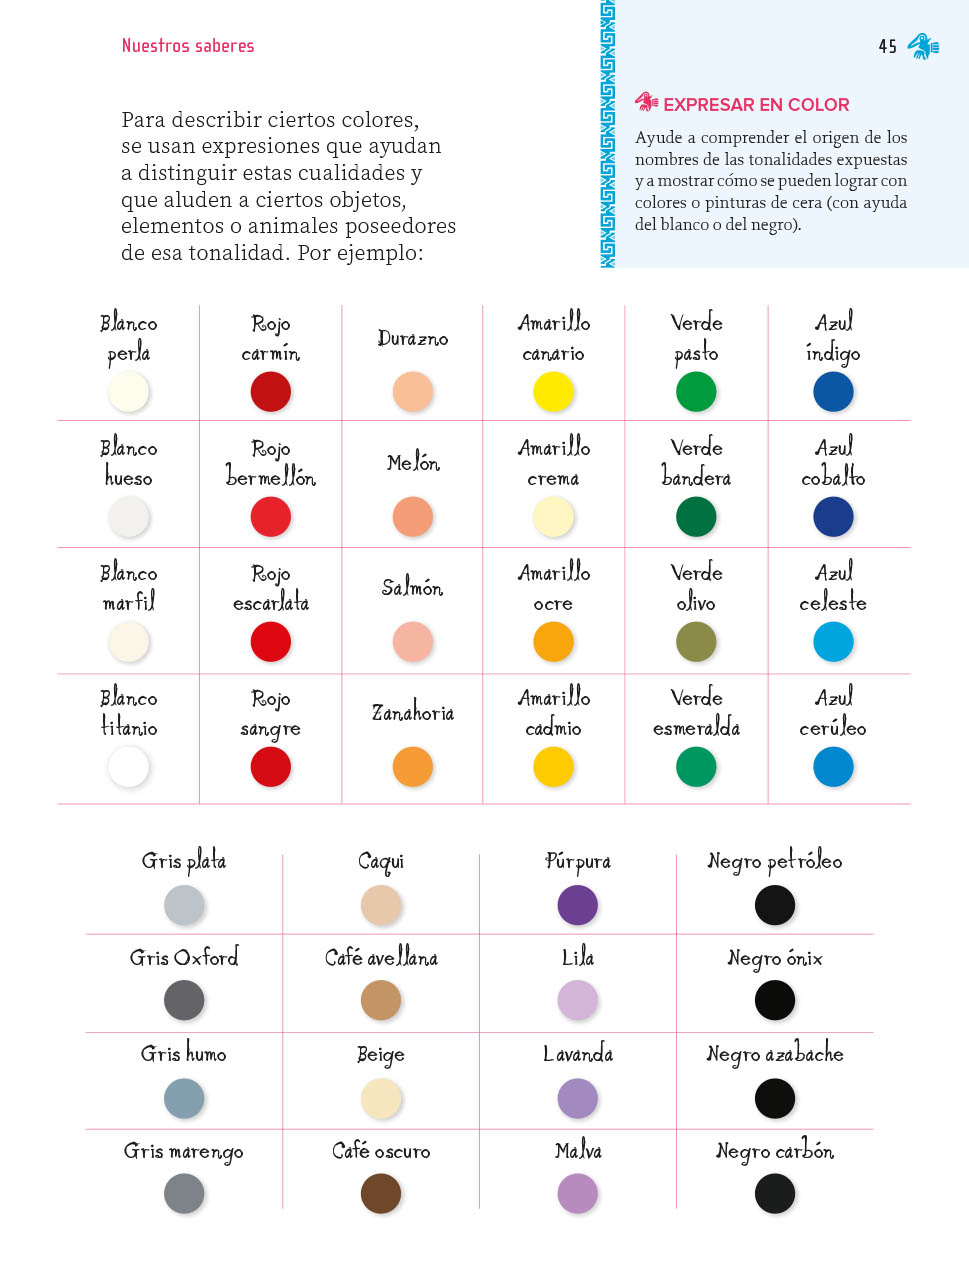 Nuestros saberes
45
Para describir ciertos colores,
se usan expresiones que ayudan
a distinguir estas cualidades y
que aluden a ciertos objetos,
elementos o animales poseedores
de esa tonalidad. Por ejemplo:
EXPRESAR EN COLOR
Ayude a comprender el origen de los
nombres de las tonalidades expuestas
y a mostrar cómo se pueden lograr con
colores o pinturas de cera (con ayuda
del blanco o del negro).
Blanco
perla
Rojo
carmín
Durazno
Amarillo
canario
Verde
pasto
Azul
índigo
Blanco
hueso
Rojo
bermellón
Melón
Amarillo
crema
Verde
bandera
Azul
cobalto
Blanco
marfil
Rojo
escarlata
Salmón
Amarillo
ocre
Verde
olivo
Azul
celeste
Blanco
titanio
Rojo
sangre
Zanahoria
Amarillo
cadmio
Verde
esmeralda
Azul
cerúleo
Gris plata
Caqui
Púrpura
Negro petróleo
Gris Oxford
Café avellana
Lila
Negro ónix
Gris humo
Beige
Lavanda
Negro azabache
Gris marengo
Café oscuro
Malva
Negro carbón